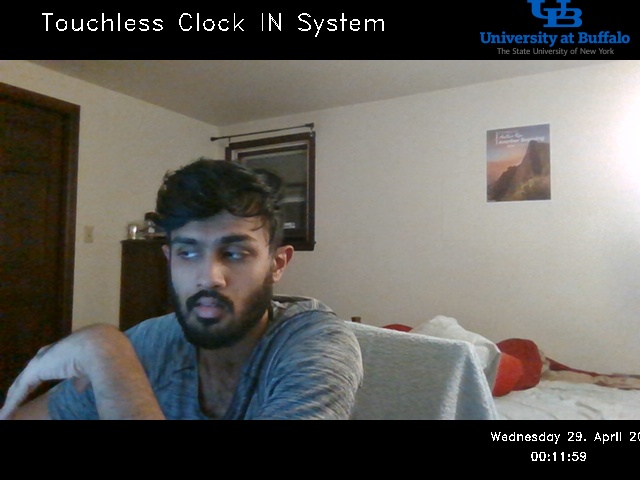 Touchless Clock IN System
UB
University at Buffalo
The State University of New York
Wednesday 29. April 20
00:11:59